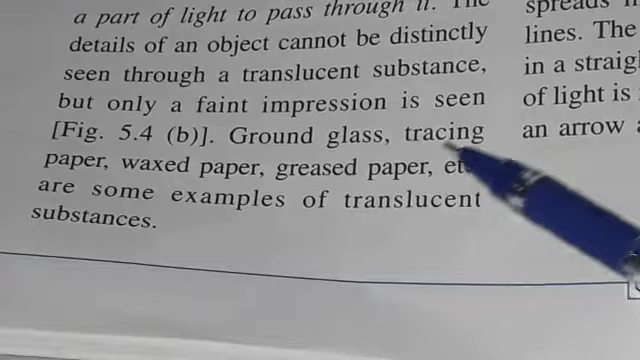 a part of light to pass through it. The
details of an object cannot be distinctly
seen through a translucent substance,
but only a faint impression is seen
[Fig. 5.4 (b)]. Ground glass, tracing
paper, waxed paper, greased paper,
are some examples of translucent
substances.
spreads
lines. The
in a
of light is
an arrow